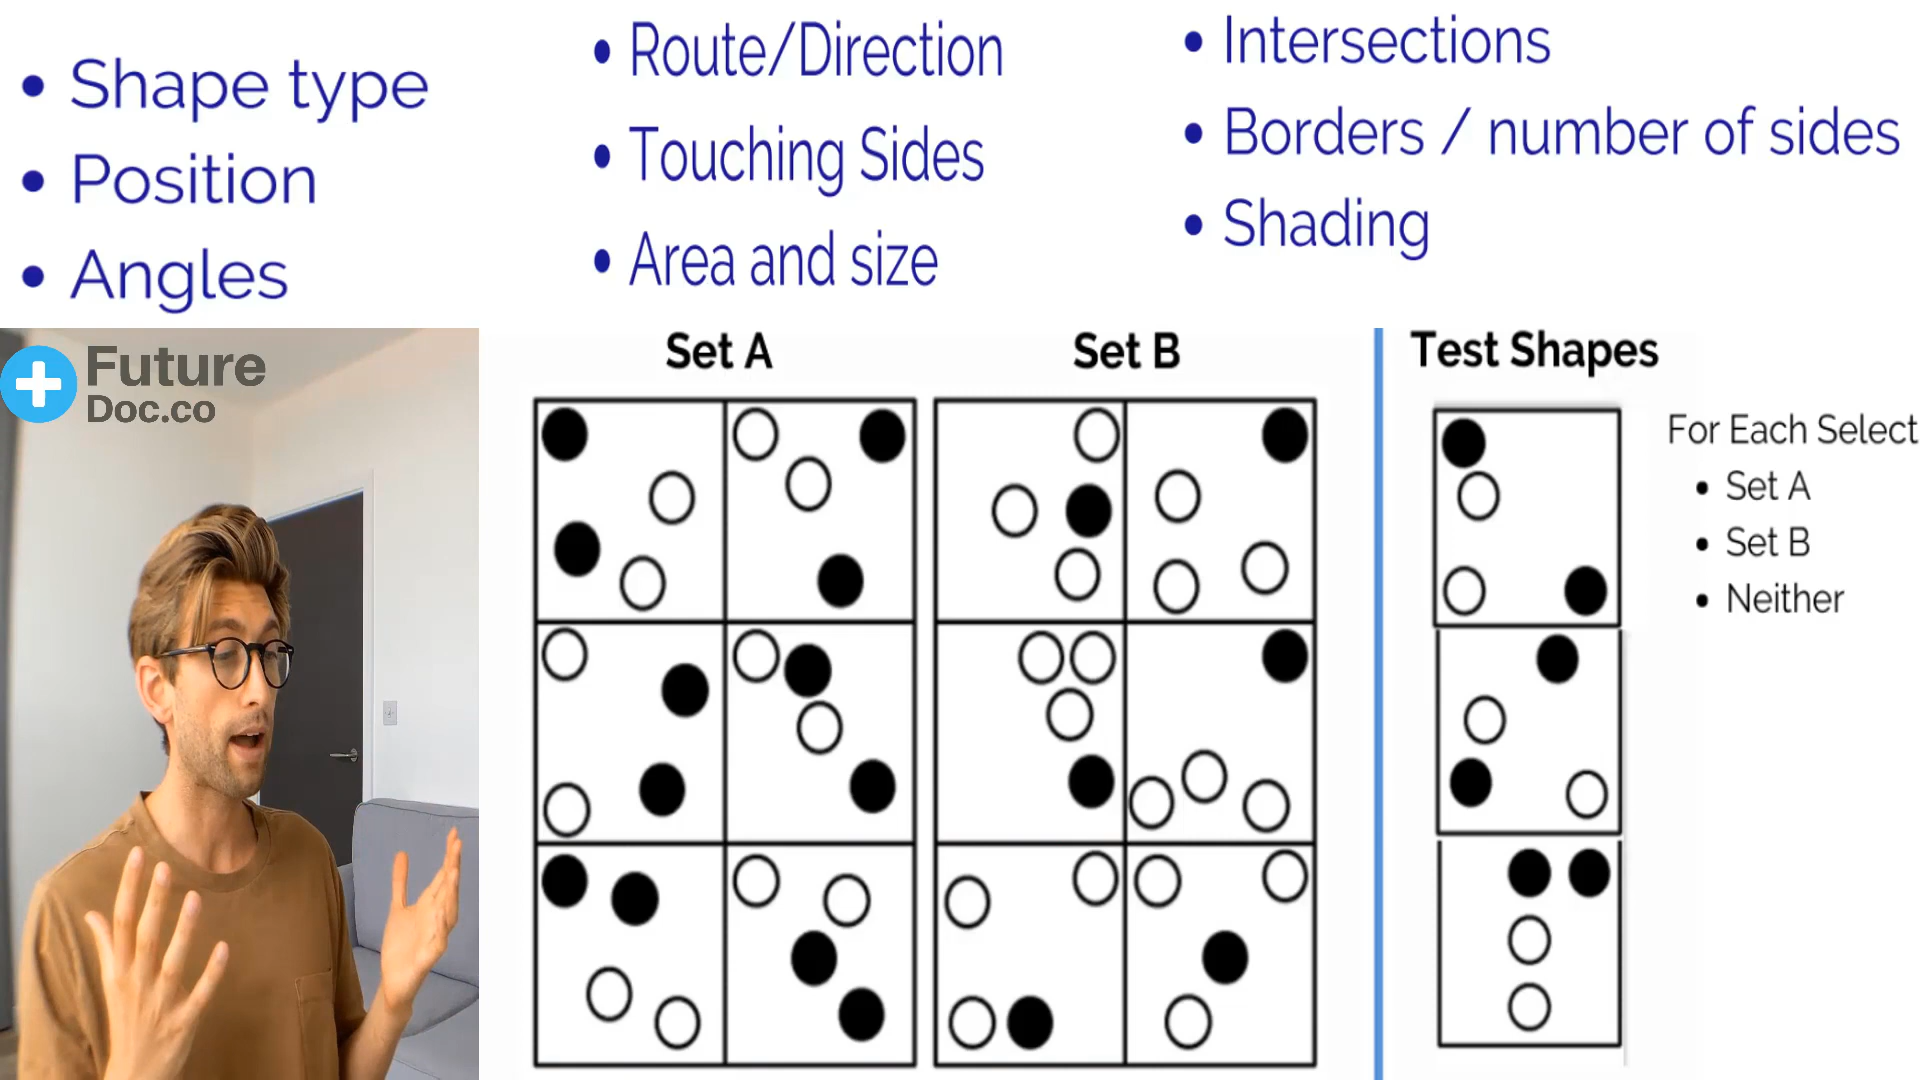 • Shape type
• Position
• Angles
• Route/Direction
• Touching Sides
• Area and size
• Intersections
• Borders / number of sides
• Shading
Future
Doc.co
Set A
Set B
Test Shapes
For Each Select
• Set A
• Set B
• Neither